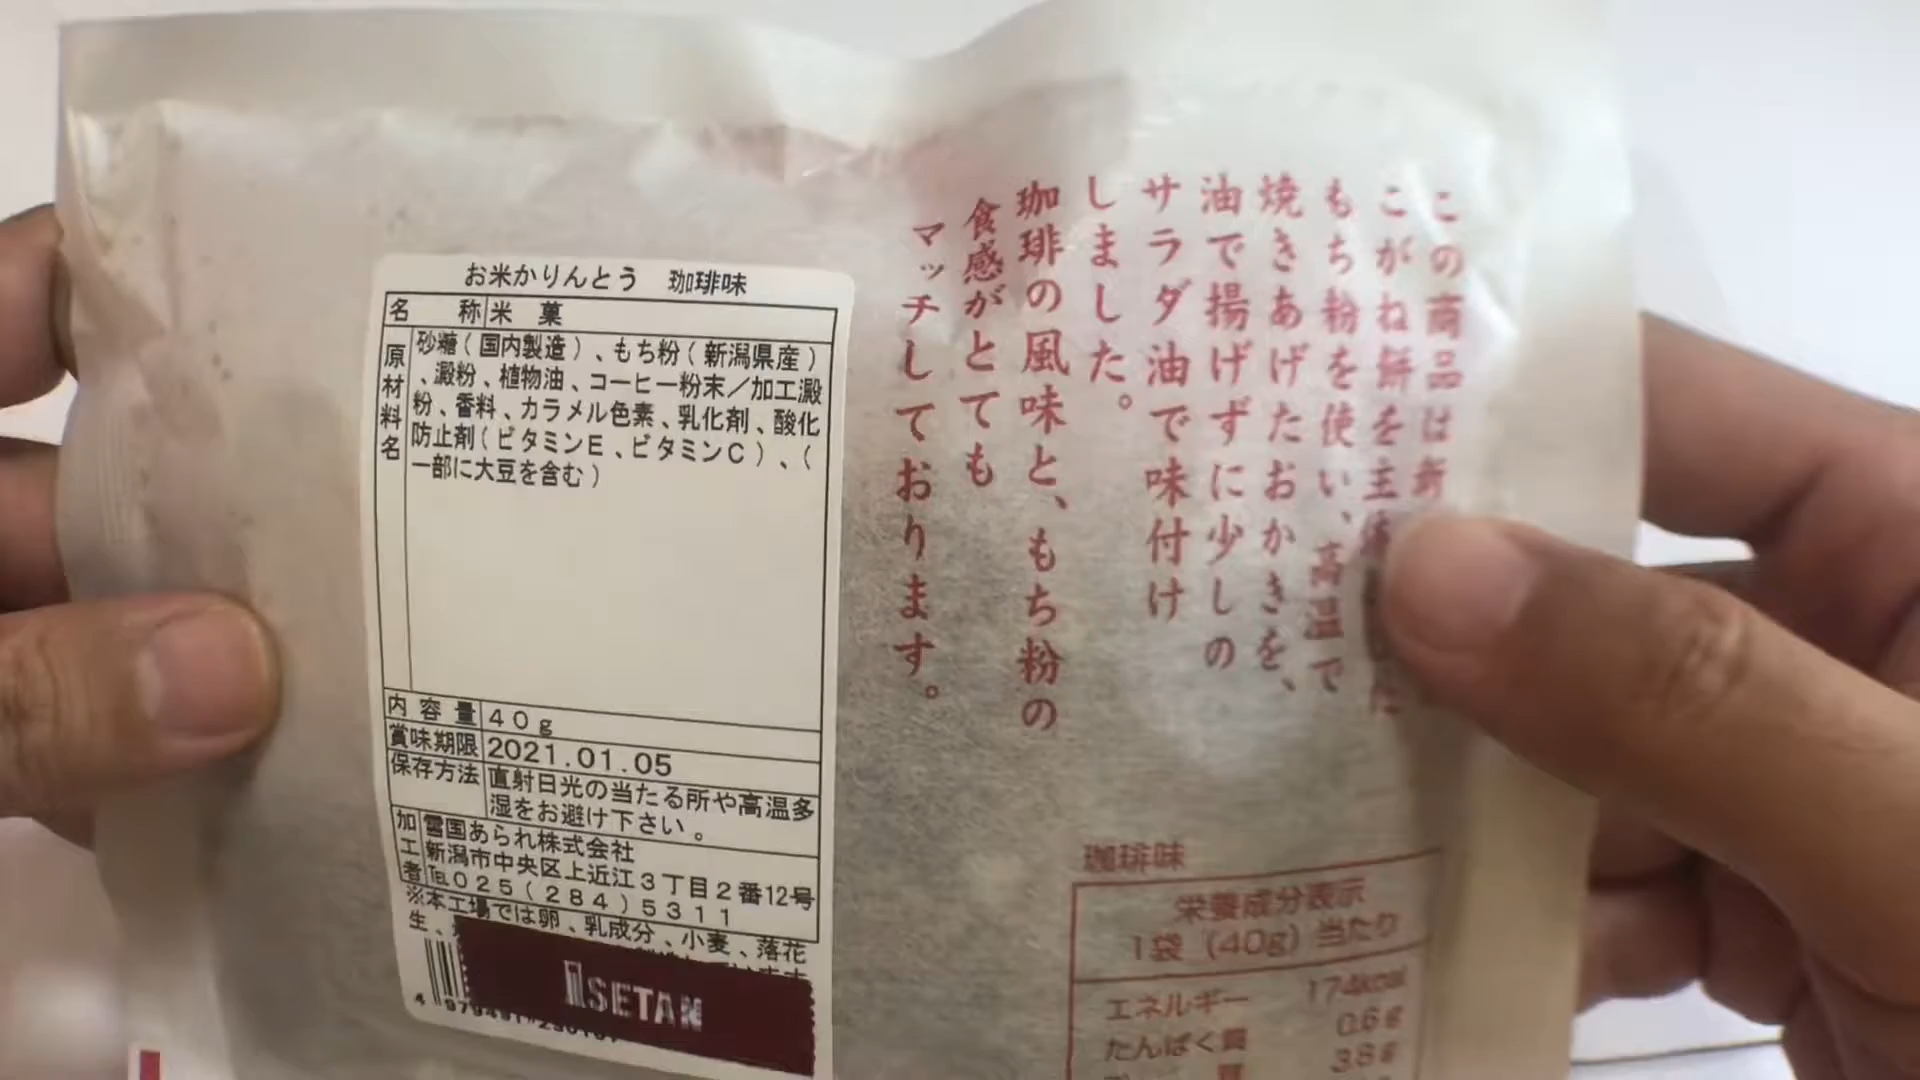 お米かりんとう 珈琲味
名称 米菓
原材料名 砂糖(国内製造)、もち粉(新潟県産)
、澱粉、植物油、コーヒー粉末/加工澱
粉、香料、カラメル色素、乳化剤、酸化
防止剤(ビタミンE、ビタミンC)、(
一部に大豆を含む)
内容量 40g
賞味期限 2021.01.05
保存方法 直射日光の当たる所や高温多
湿をお避け下さい。
加工者 雪国あられ株式会社
新潟市中央区上近江3丁目2番12号
TEL025(284)5311
※本工場では卵、乳成分、小麦、落花
生、
ISETAN
この商品は新
こがね餅を主体
もち粉を使い、高温で
焼きあげたおかきを、
油で揚げずに少しの
サラダ油で味付け
しました。
珈琲の風味と、もち粉の
食感がとても
マッチしております。
珈琲味
栄養成分表示
1袋(40g)当たり
エネルギー 174kcal
たんぱく質 0.6g
3.8g